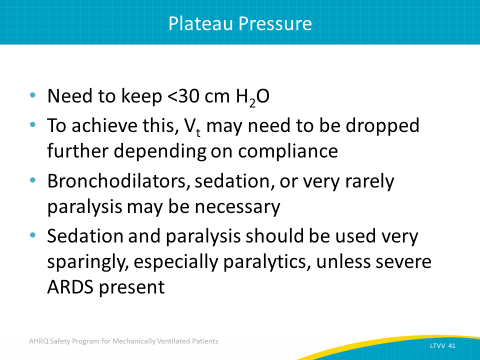 Plateau Pressure
• Need to keep <30 cm H₂O
• To achieve this, Vₜ may need to be dropped
further depending on compliance
• Bronchodilators, sedation, or very rarely
paralysis may be necessary
• Sedation and paralysis should be used very
sparingly, especially paralytics, unless severe
ARDS present
AHRQ Safety Program for Mechanically Ventilated Patients
LTVV 41